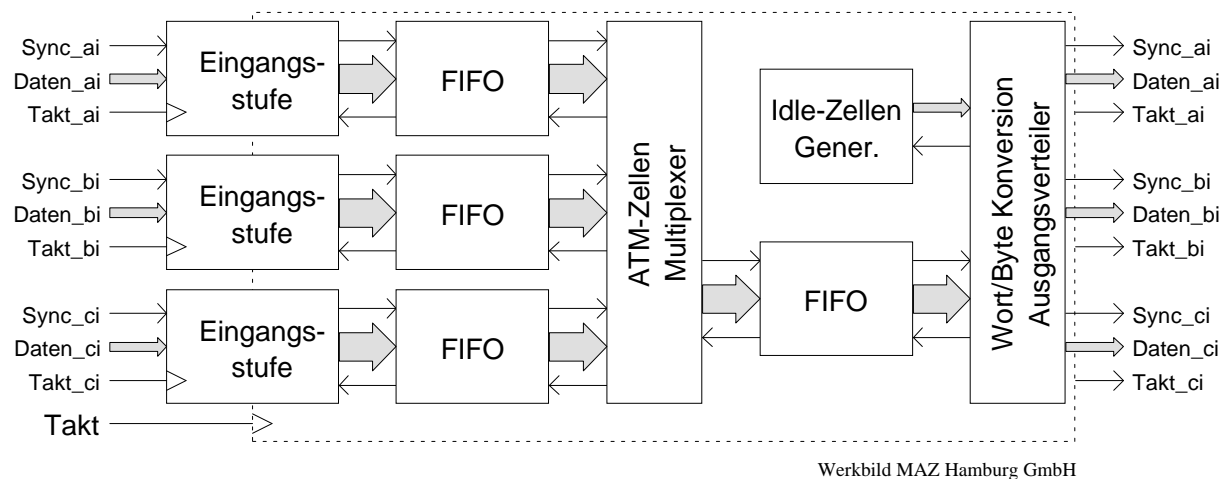 Sync_ai
Daten_ai
Takt_ai
Eingangs-
stufe
FIFO
Sync_bi
Daten_bi
Takt_bi
Eingangs-
stufe
FIFO
Sync_ci
Daten_ci
Takt_ci
Eingangs-
stufe
FIFO
Takt
ATM-Zellen
Multiplexer
Idle-Zellen
Gener.
FIFO
Wort/Byte Konversion
Ausgangsverteiler
Sync_ai
Daten_ai
Takt_ai
Sync_bi
Daten_bi
Takt_bi
Sync_ci
Daten_ci
Takt_ci
Werkbild MAZ Hamburg GmbH